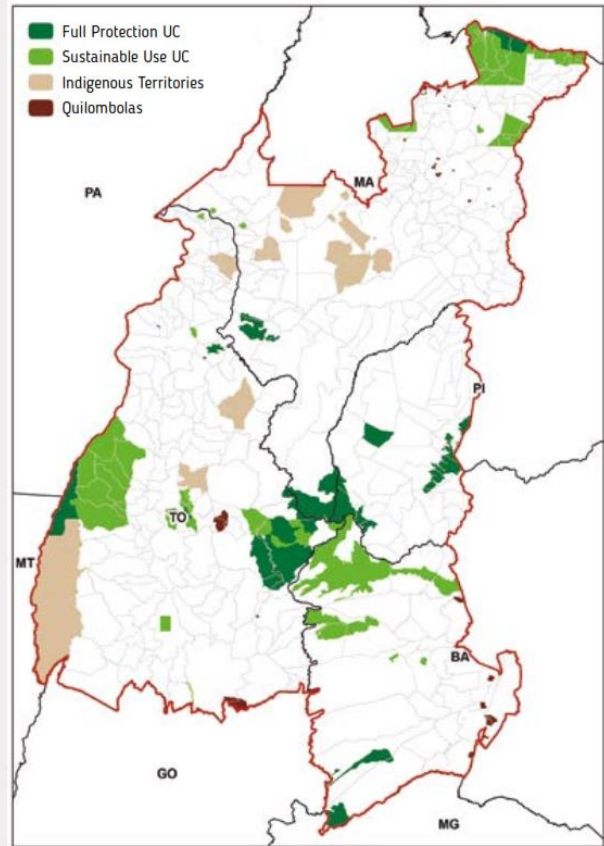 Full Protection UC
Sustainable Use UC
Indigenous Territories
Quilombolas
PA
MA
PI
TO
MT
BA
GO
MG